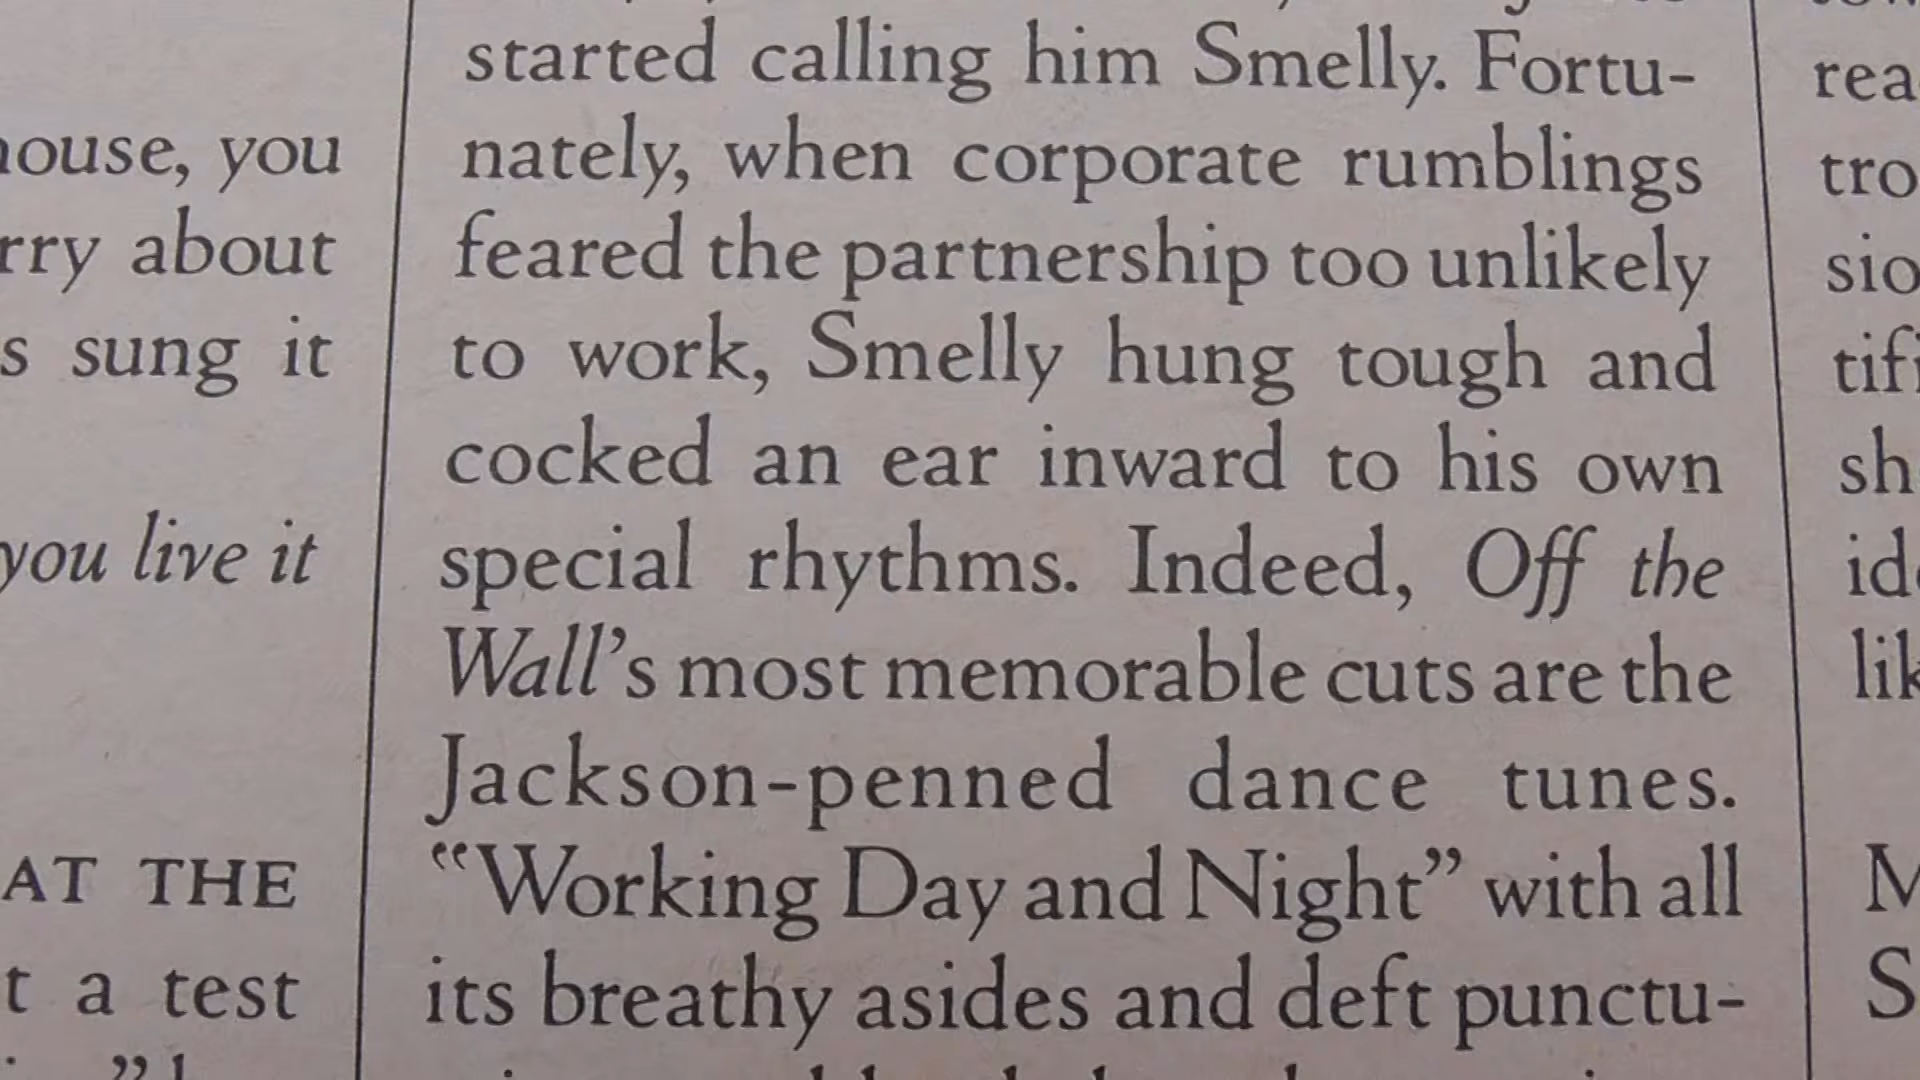 you
about
sung it
you live it
AT THE
a test
started calling him Smelly. Fortu-
nately, when corporate rumblings
feared the partnership too unlikely
to work, Smelly hung tough and
cocked an ear inward to his own
special rhythms. Indeed, Off the
Wall's most memorable cuts are the
Jackson-penned dance tunes.
“Working Day and Night” with all
its breathy asides and deft punctu-